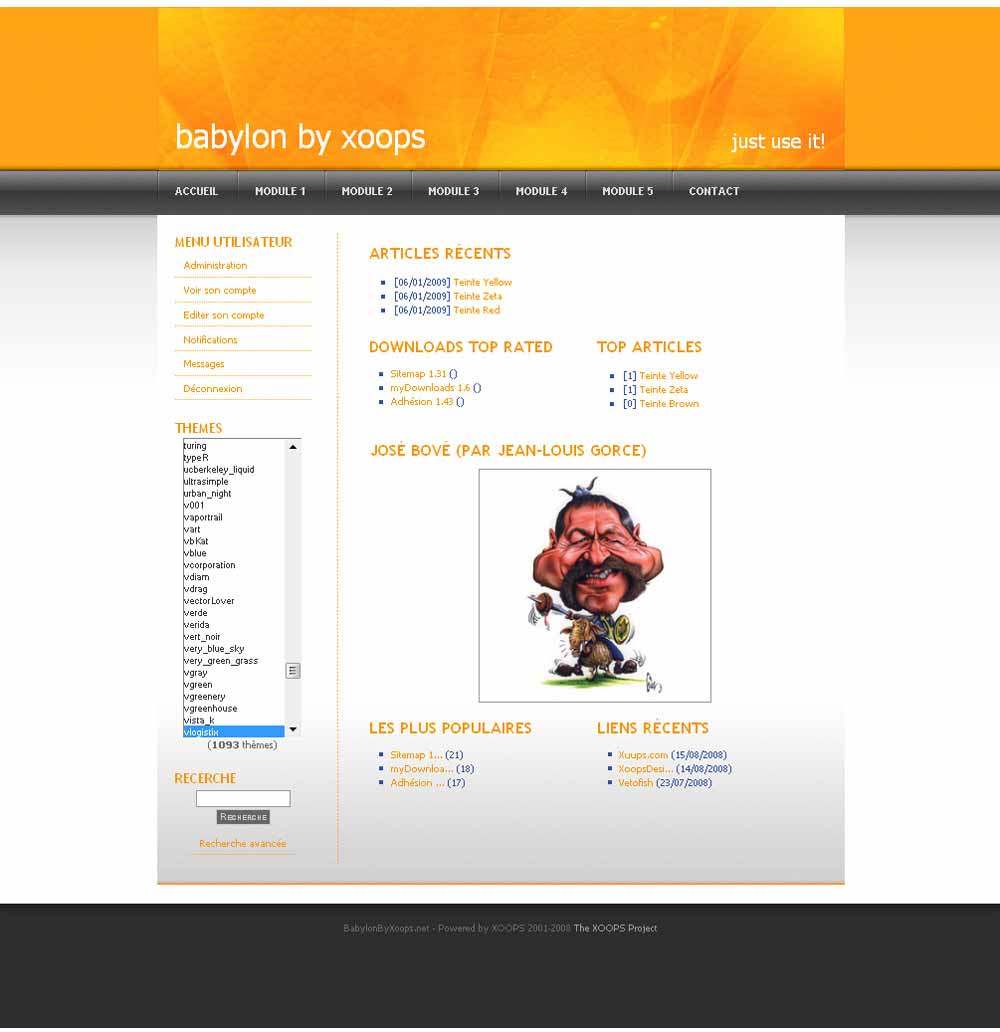 babylon by xoops
just use it!
ACCUEIL MODULE 1 MODULE 2 MODULE 3 MODULE 4 MODULE 5 CONTACT
MENU UTILISATEUR
Administration
Voir son compte
Editer son compte
Notifications
Messages
Déconnexion
THEMES
turing
typeR
ucberkeley_liquid
ultrasimple
urban_night
v001
vaportrail
vart
vbKat
vblue
vcorporation
vdiam
vdrag
vectorLover
verde
verida
vert_noir
very_blue_sky
very_green_grass
vgray
vgreen
vgreenery
vgreenhouse
vista_k
vlogistix
(1093 thèmes)
RECERCHE
RECHERCHE
Recherche avancée
ARTICLES RÉCENTS
[06/01/2009] Teinte Yellow
[06/01/2009] Teinte Zeta
[06/01/2009] Teinte Red
DOWNLOADS TOP RATED
Sitemap 1.31 ()
myDownloads 1.6 ()
Adhésion 1.43 ()
TOP ARTICLES
[1] Teinte Yellow
[1] Teinte Zeta
[0] Teinte Brown
JOSÉ BOVÉ (PAR JEAN-LOUIS GORCE)
LES PLUS POPULAIRES
Sitemap 1... (21)
myDownloa... (18)
Adhésion ... (17)
LIENS RÉCENTS
Xuups.com (15/08/2008)
XoopsDesi... (14/08/2008)
Vetofish (23/07/2008)
BabylonByXoops.net - Powered by XOOPS 2001-2008 The XOOPS Project